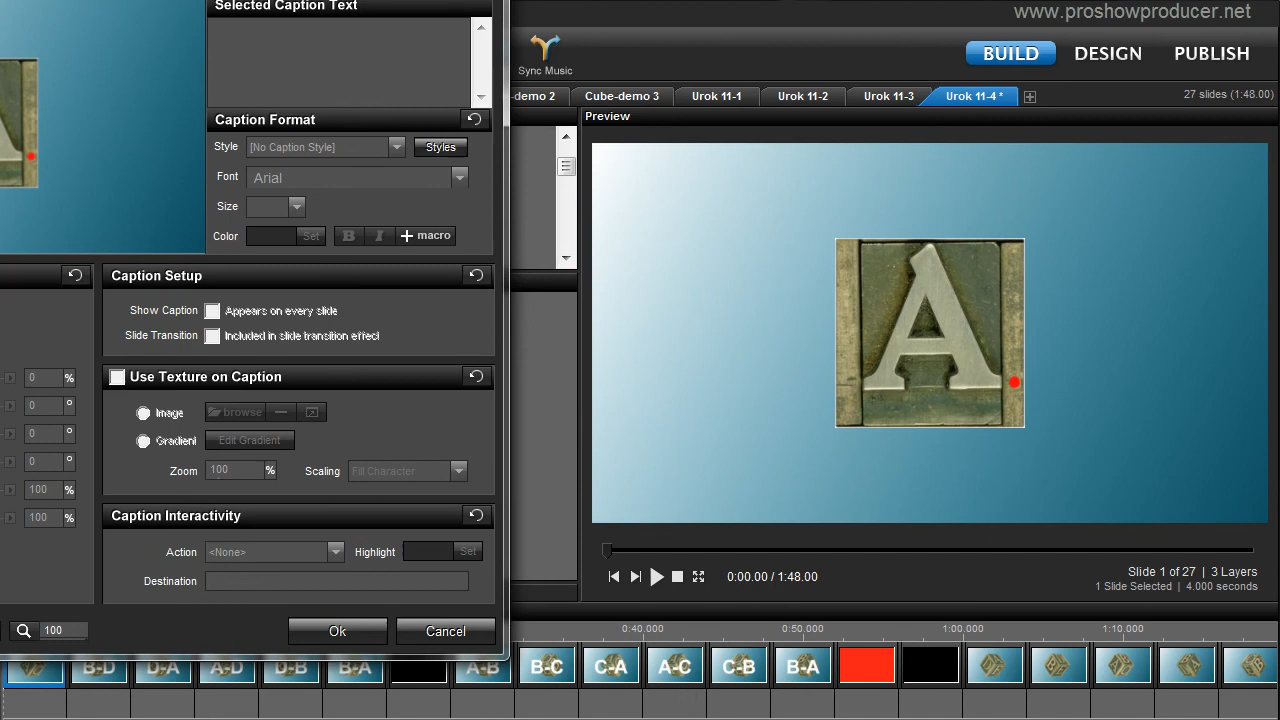 www.proshowproducer.net
Selected Caption Text
Sync Music
BUILD
DESIGN
PUBLISH
-demo 2
Cube-demo 3
Urok 11-1
Urok 11-2
Urok 11-3
Urok 11-4 *
27 slides (1:48.00)
Preview
Caption Format
Style
[No Caption Style]
Styles
Font
Arial
Size
Color
Set
B
I
+ macro
A
Caption Setup
Show Caption
Appears on every slide
Slide Transition
Included in slide transition effect
0 %
0 °
0 °
0 °
100 %
100 %
Use Texture on Caption
Image
browse
Gradient
Edit Gradient
Zoom
100 %
Scaling
Fill Character
Caption Interactivity
Action
<None>
Highlight
Set
Destination
100
Ok
Cancel
0:00.00 / 1:48.00
Slide 1 of 27 | 3 Layers
1 Slide Selected | 4.000 seconds
0:40.000
0:50.000
1:00.000
1:10.000
B-D
D-A
A-D
D-B
B-A
A-B
B-C
C-A
A-C
C-B
B-A